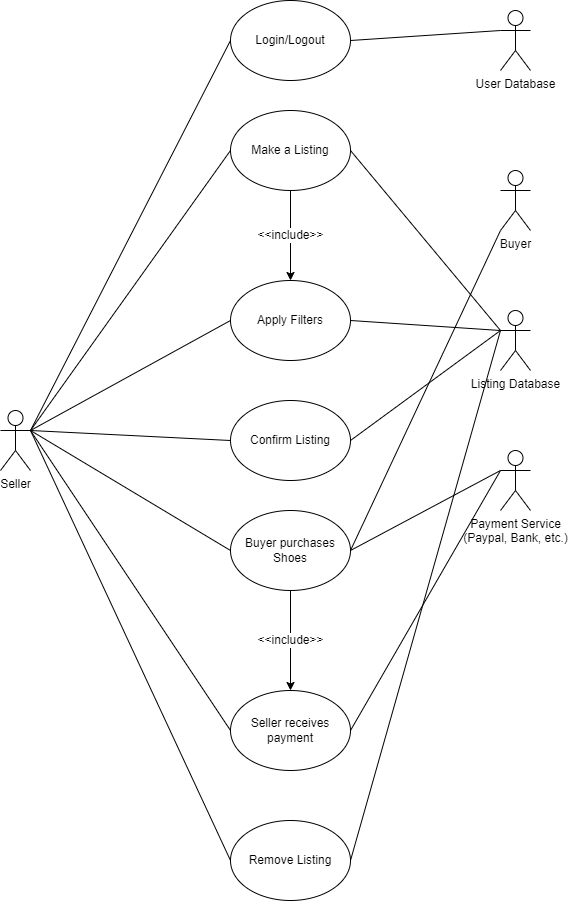 Login/Logout
User Database
Make a Listing
Buyer
<<include>>
Apply Filters
Listing Database
Confirm Listing
Seller
Payment Service
(Paypal, Bank, etc.)
Buyer purchases
Shoes
<<include>>
Seller receives
payment
Remove Listing